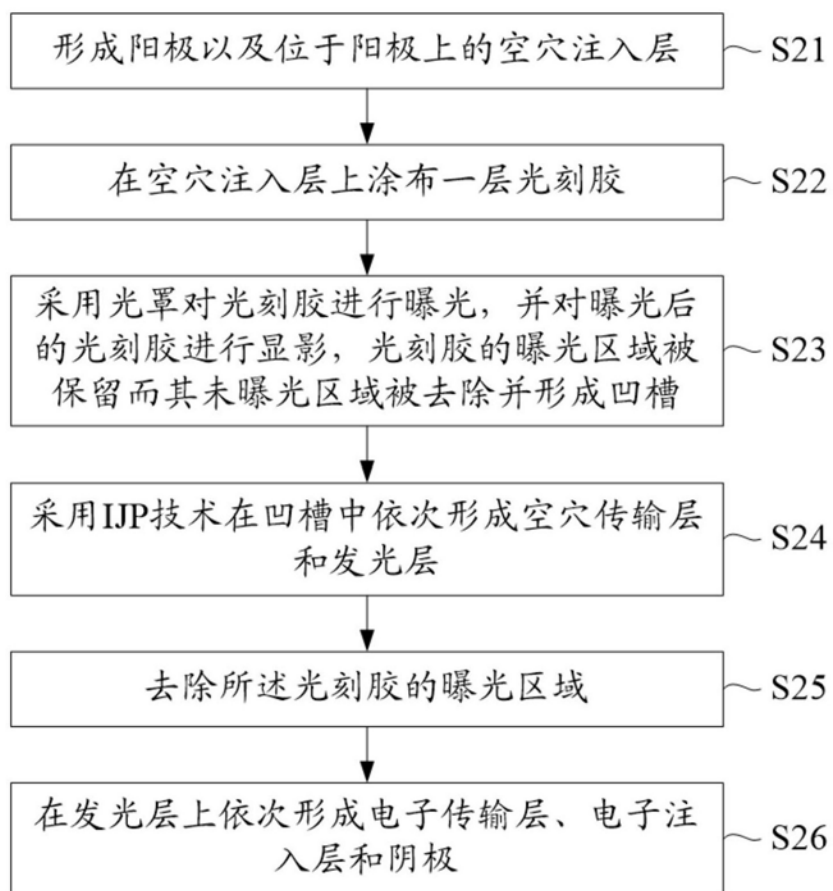 形成阳极以及位于阳极上的空穴注入层
S21
在空穴注入层上涂布一层光刻胶
S22
采用光罩对光刻胶进行曝光，并对曝光后
的光刻胶进行显影，光刻胶的曝光区域被
保留而其未曝光区域被去除并形成凹槽
S23
采用IJP技术在凹槽中依次形成空穴传输层
和发光层
S24
去除所述光刻胶的曝光区域
S25
在发光层上依次形成电子传输层、电子注
入层和阴极
S26